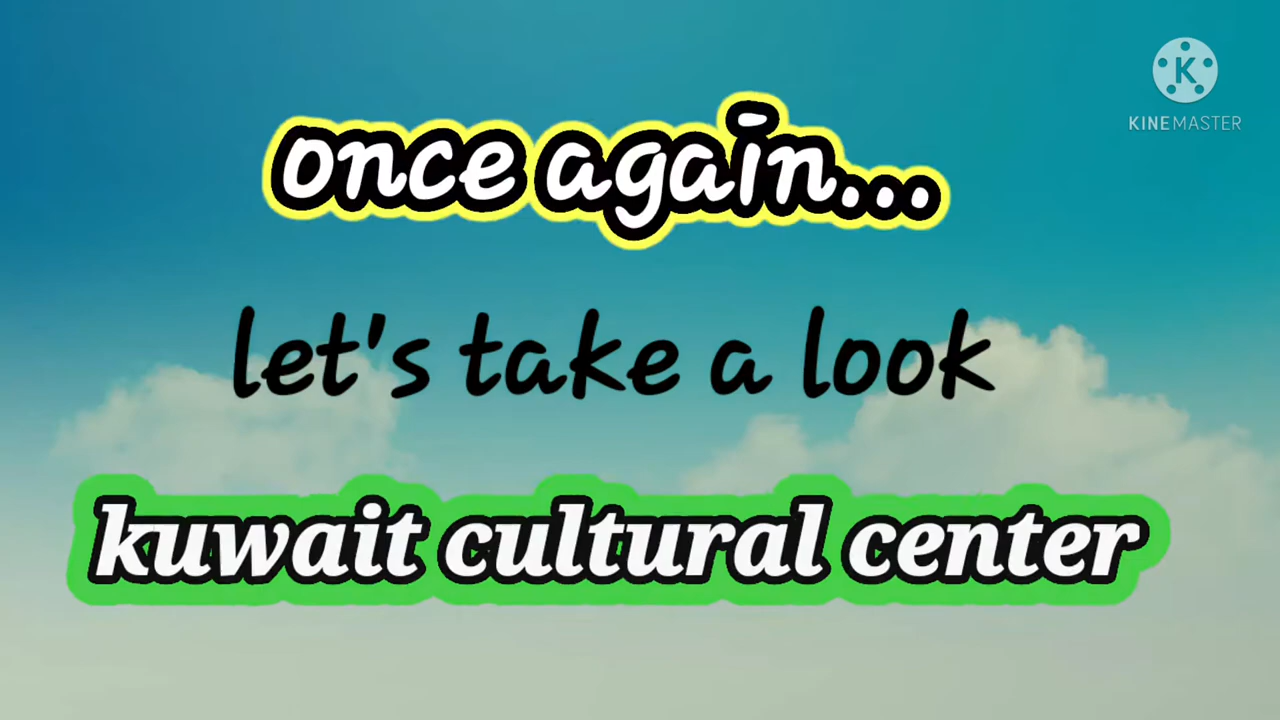 K
KINEMASTER
once again...
let's take a look
kuwait cultural center